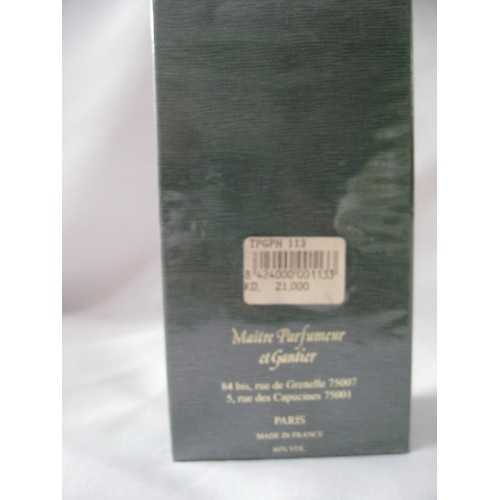 TPGPH 113
8 424000 001133
KD. 21,000
Maître Parfumeur
et Gantier
84 bis, rue de Grenelle 75007
5, rue des Capucines 75001
PARIS
MADE IN FRANCE
80% VOL.